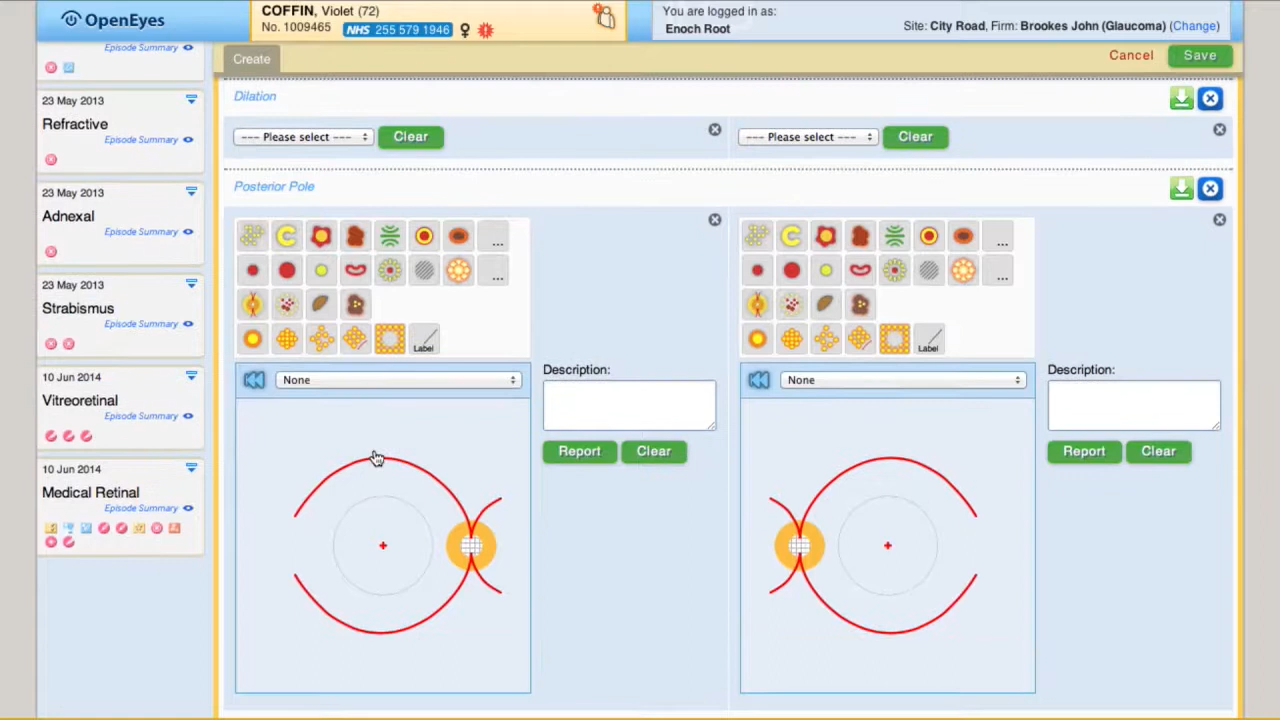 OpenEyes
COFFIN, Violet (72)
No. 1009465
NHS 255 579 1946
You are logged in as:
Enoch Root
Site: City Road, Firm: Brookes John (Glaucoma) (Change)
Episode Summary
23 May 2013
Refractive
Episode Summary
23 May 2013
Adnexal
Episode Summary
23 May 2013
Strabismus
Episode Summary
10 Jun 2014
Vitreoretinal
Episode Summary
10 Jun 2014
Medical Retinal
Episode Summary
Create
Cancel
Save
Dilation
--- Please select ---
Clear
--- Please select ---
Clear
Posterior Pole
...
...
Label
None
Description:
Report
Clear
...
...
Label
None
Description:
Report
Clear